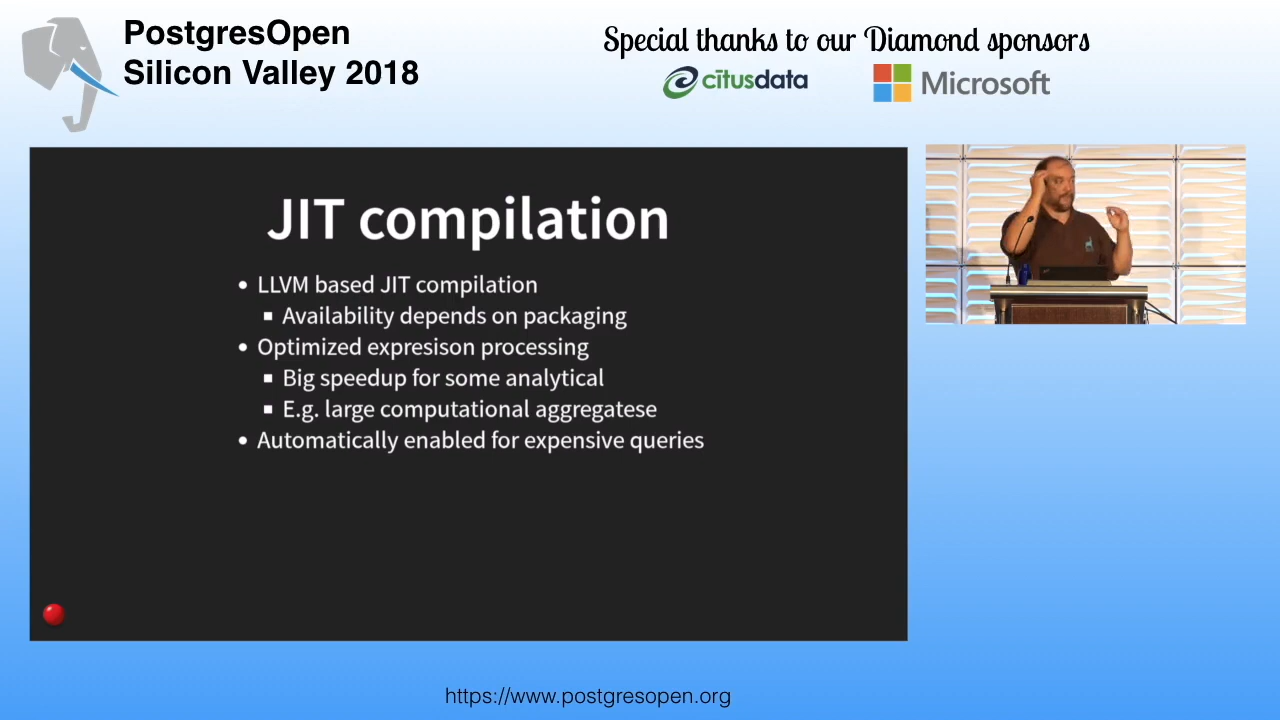 PostgresOpen
Silicon Valley 2018
Special thanks to our Diamond sponsors
citusdata
Microsoft
JIT compilation
• LLVM based JIT compilation
▪ Availability depends on packaging
• Optimized expresison processing
▪ Big speedup for some analytical
▪ E.g. large computational aggregatese
• Automatically enabled for expensive queries
https://www.postgresopen.org